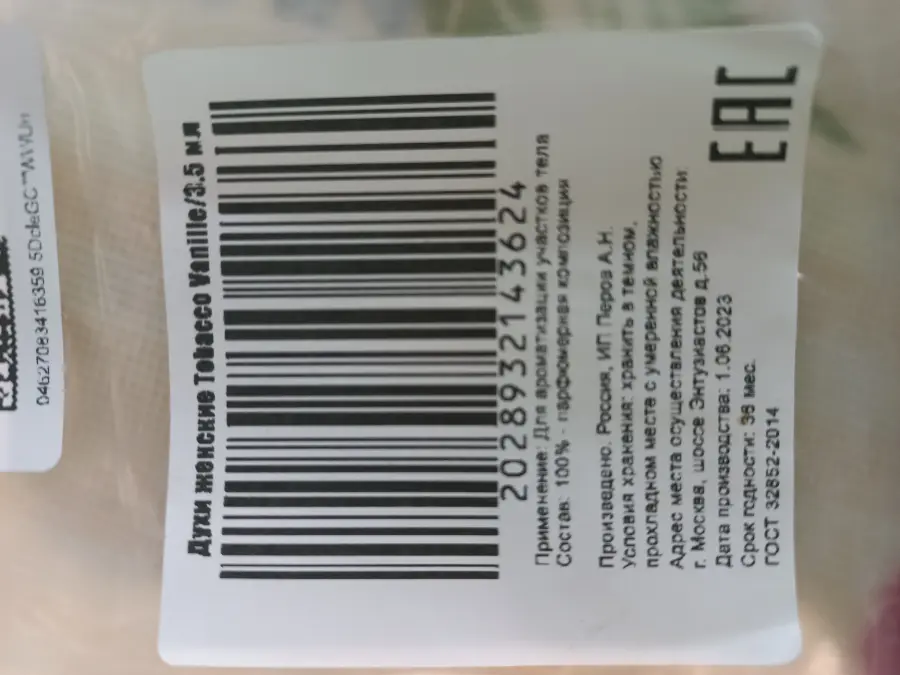 Духи женские Tobacco Vanille/3.5 мл
2028932143624
Применение: Для ароматизации участков тела
Состав: 100% - парфюмерная композиция
Произведено. Россия, ИП Перов А.Н.
Условия хранения: хранить в темном,
прохладном месте с умеренной влажностью
Адрес места осуществления деятельности:
г. Москва, шоссе Энтузиастов д.56
Дата производства: 1.06.2023
Срок годности: 36 мес.
ГОСТ 32852-2014
EAC